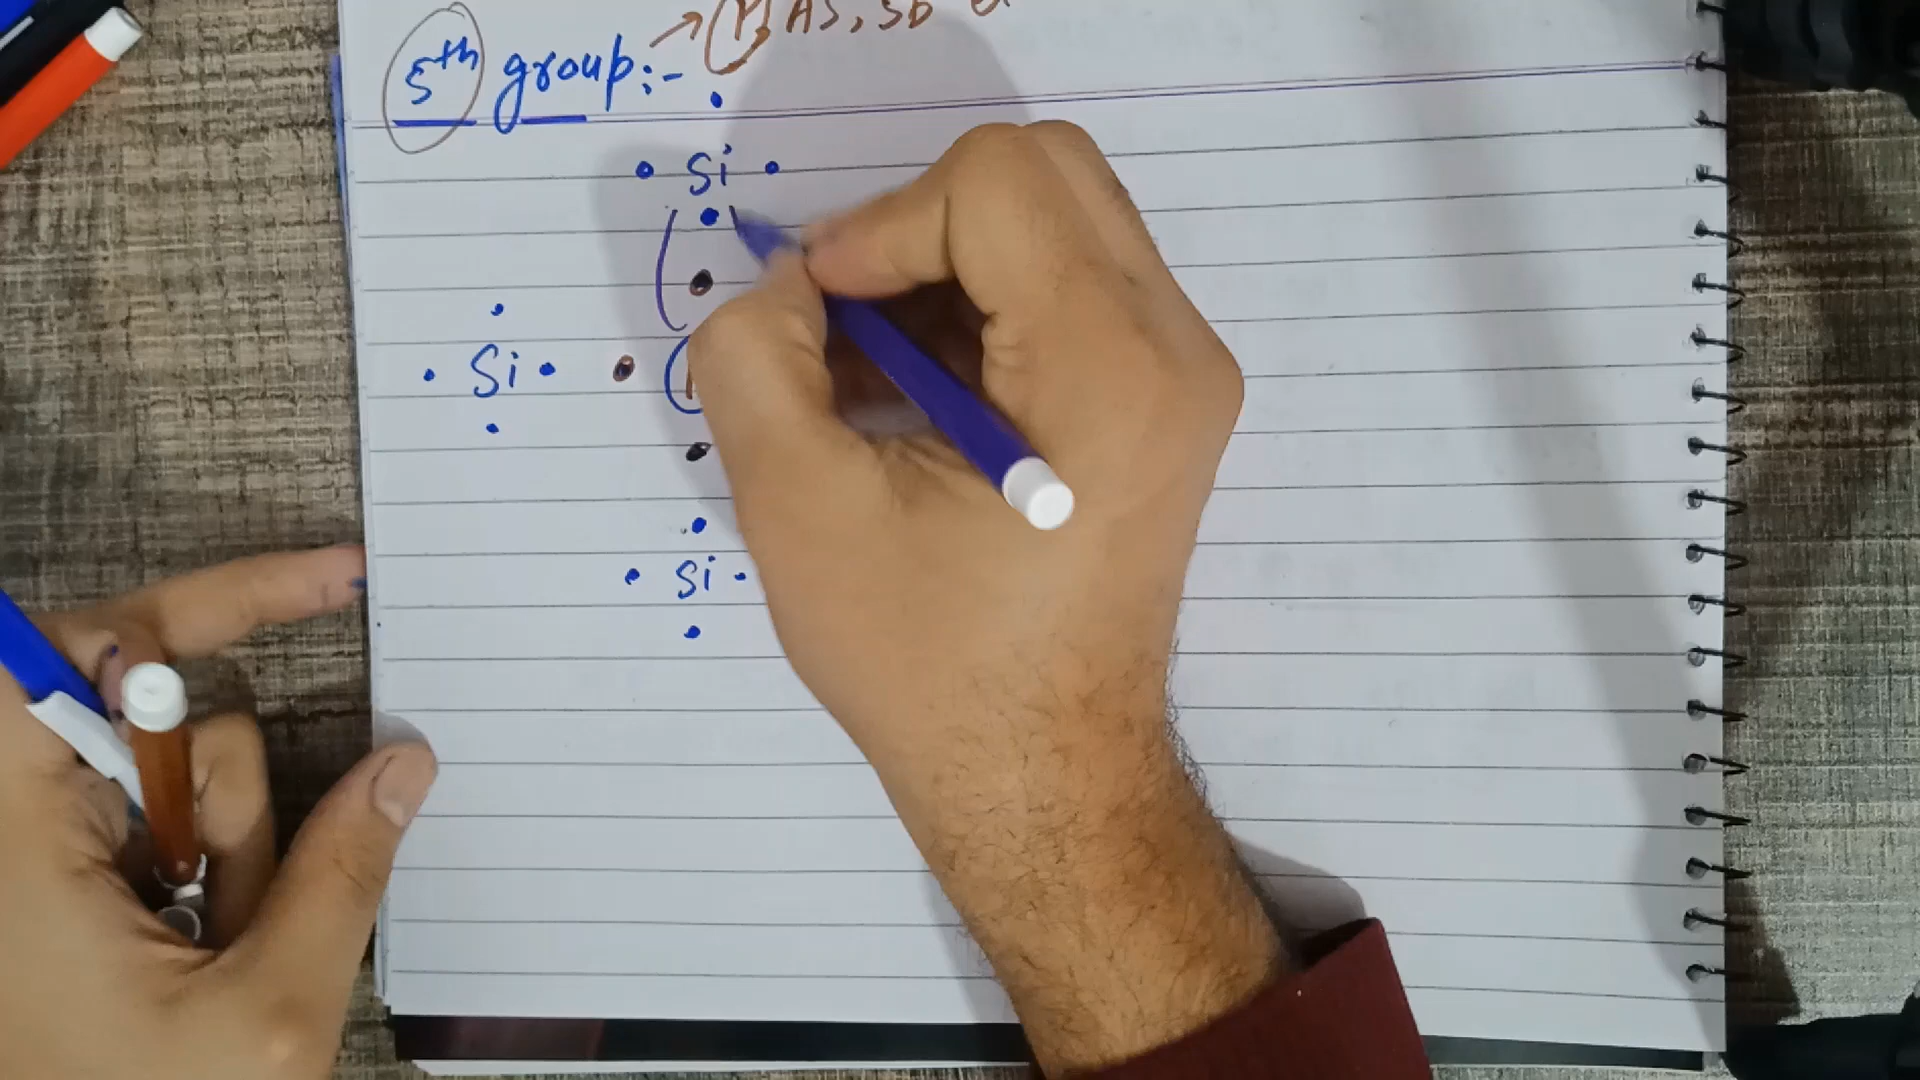 P, AS, Sb
5th group:-
Si
Si
Si